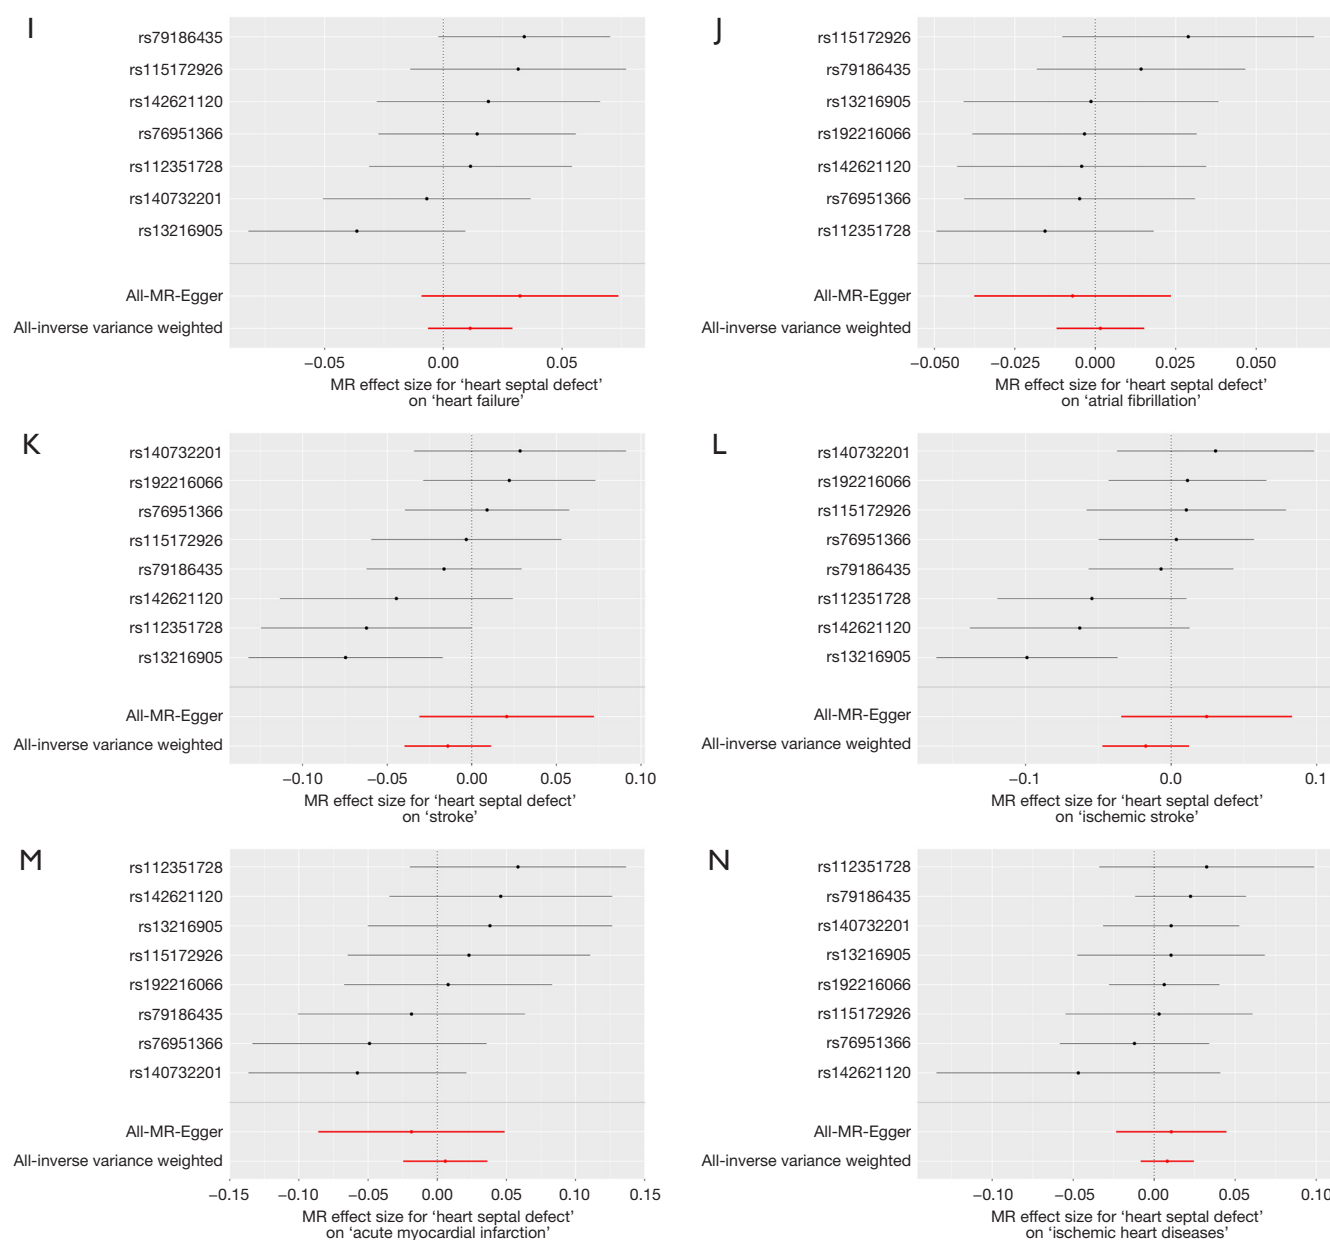 I
rs79186435
rs115172926
rs142621120
rs76951366
rs112351728
rs140732201
rs13216905
All-MR-Egger
All-inverse variance weighted
−0.05 0.00 0.05
MR effect size for ‘heart septal defect’
on ‘heart failure’
J
rs115172926
rs79186435
rs13216905
rs192216066
rs142621120
rs76951366
rs112351728
All-MR-Egger
All-inverse variance weighted
−0.050 −0.025 0.000 0.025 0.050
MR effect size for ‘heart septal defect’
on ‘atrial fibrillation’
K
rs140732201
rs192216066
rs76951366
rs115172926
rs79186435
rs142621120
rs112351728
rs13216905
All-MR-Egger
All-inverse variance weighted
−0.10 −0.05 0.00 0.05 0.10
MR effect size for ‘heart septal defect’
on ‘stroke’
L
rs140732201
rs192216066
rs115172926
rs76951366
rs79186435
rs112351728
rs142621120
rs13216905
All-MR-Egger
All-inverse variance weighted
−0.1 0.0 0.1
MR effect size for ‘heart septal defect’
on ‘ischemic stroke’
M
rs112351728
rs142621120
rs13216905
rs115172926
rs192216066
rs79186435
rs76951366
rs140732201
All-MR-Egger
All-inverse variance weighted
−0.15 −0.10 −0.05 0.00 0.05 0.10 0.15
MR effect size for ‘heart septal defect’
on ‘acute myocardial infarction’
N
rs112351728
rs79186435
rs140732201
rs13216905
rs192216066
rs115172926
rs76951366
rs142621120
All-MR-Egger
All-inverse variance weighted
−0.10 −0.05 0.00 0.05 0.10
MR effect size for ‘heart septal defect’
on ‘ischemic heart diseases’